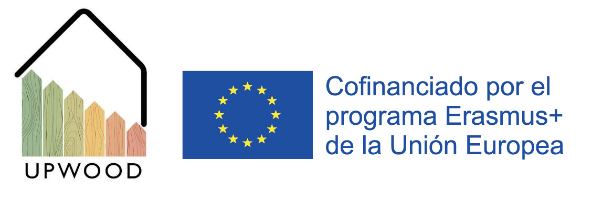 UPWOOD
Cofinanciado por el
programa Erasmus+
de la Unión Europea